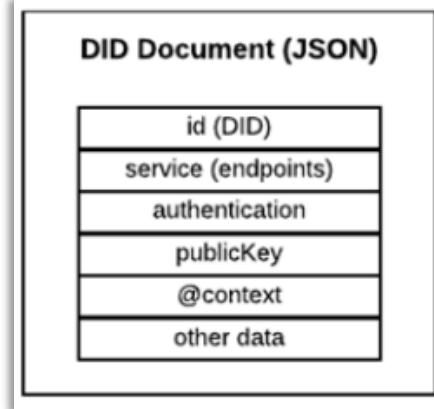 DID Document (JSON)
id (DID)
service (endpoints)
authentication
publicKey
@context
other data